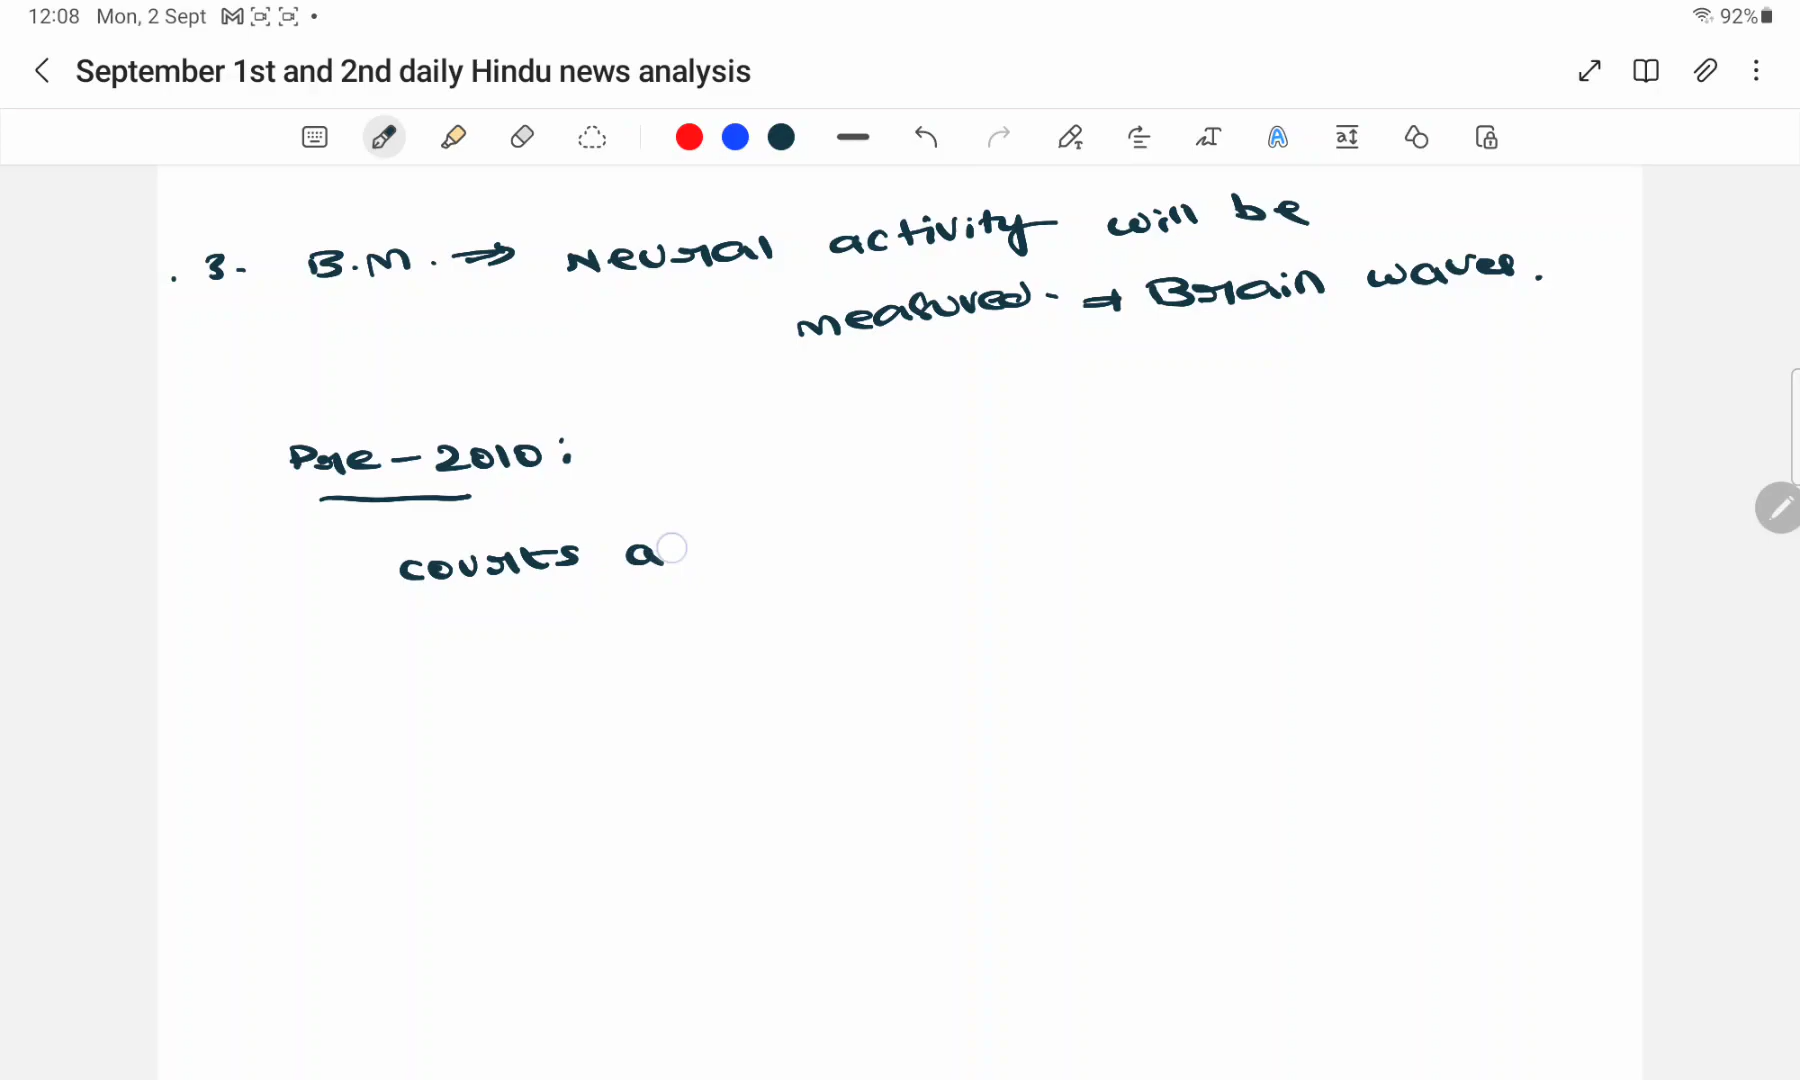 12:08 Mon, 2 Sept 92%
September 1st and 2nd daily Hindu news analysis
. 3- B.M. ⇒ Neural activity will be
measured. ⇒ Brain waves.
Pre-2010:
courts a